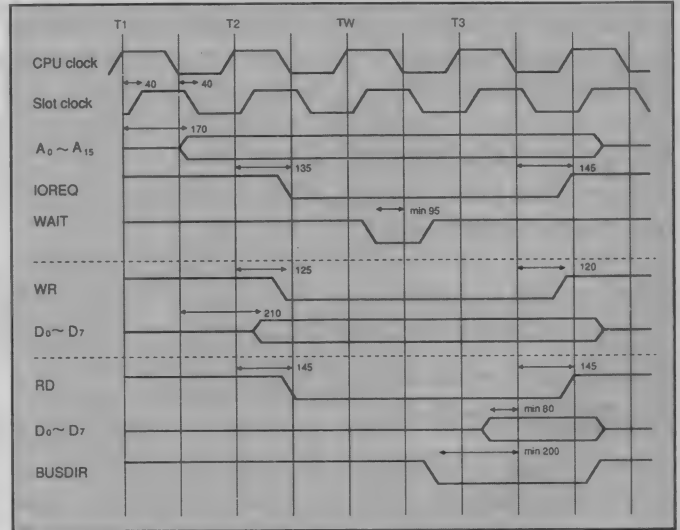 T1 T2 TW T3
CPU clock
40 40
Slot clock
170
A₀ ~ A₁₅
135 145
IOREQ
WAIT min 95
125 120
WR
210
D₀~ D₇
145 145
RD
min 80
D₀~ D₇
min 200
BUSDIR